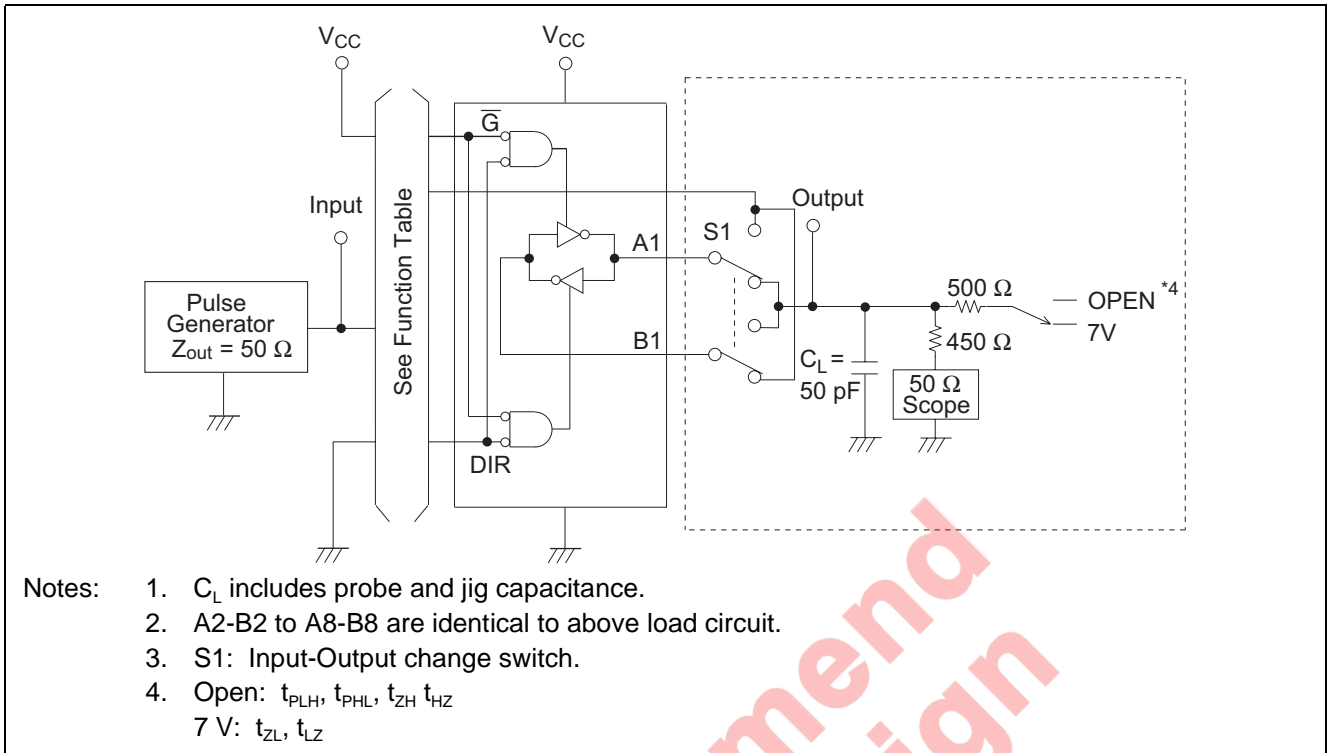 VCC
VCC
G
Input
See Function Table
Output
S1
A1
500 Ω
OPEN *4
7V
Pulse
Generator
Zout = 50 Ω
B1
450 Ω
CL =
50 pF
50 Ω
Scope
DIR
Notes: 1. CL includes probe and jig capacitance.
2. A2-B2 to A8-B8 are identical to above load circuit.
3. S1: Input-Output change switch.
4. Open: tPLH, tPHL, tZH tHZ
7 V: tZL, tLZ
mend
sign